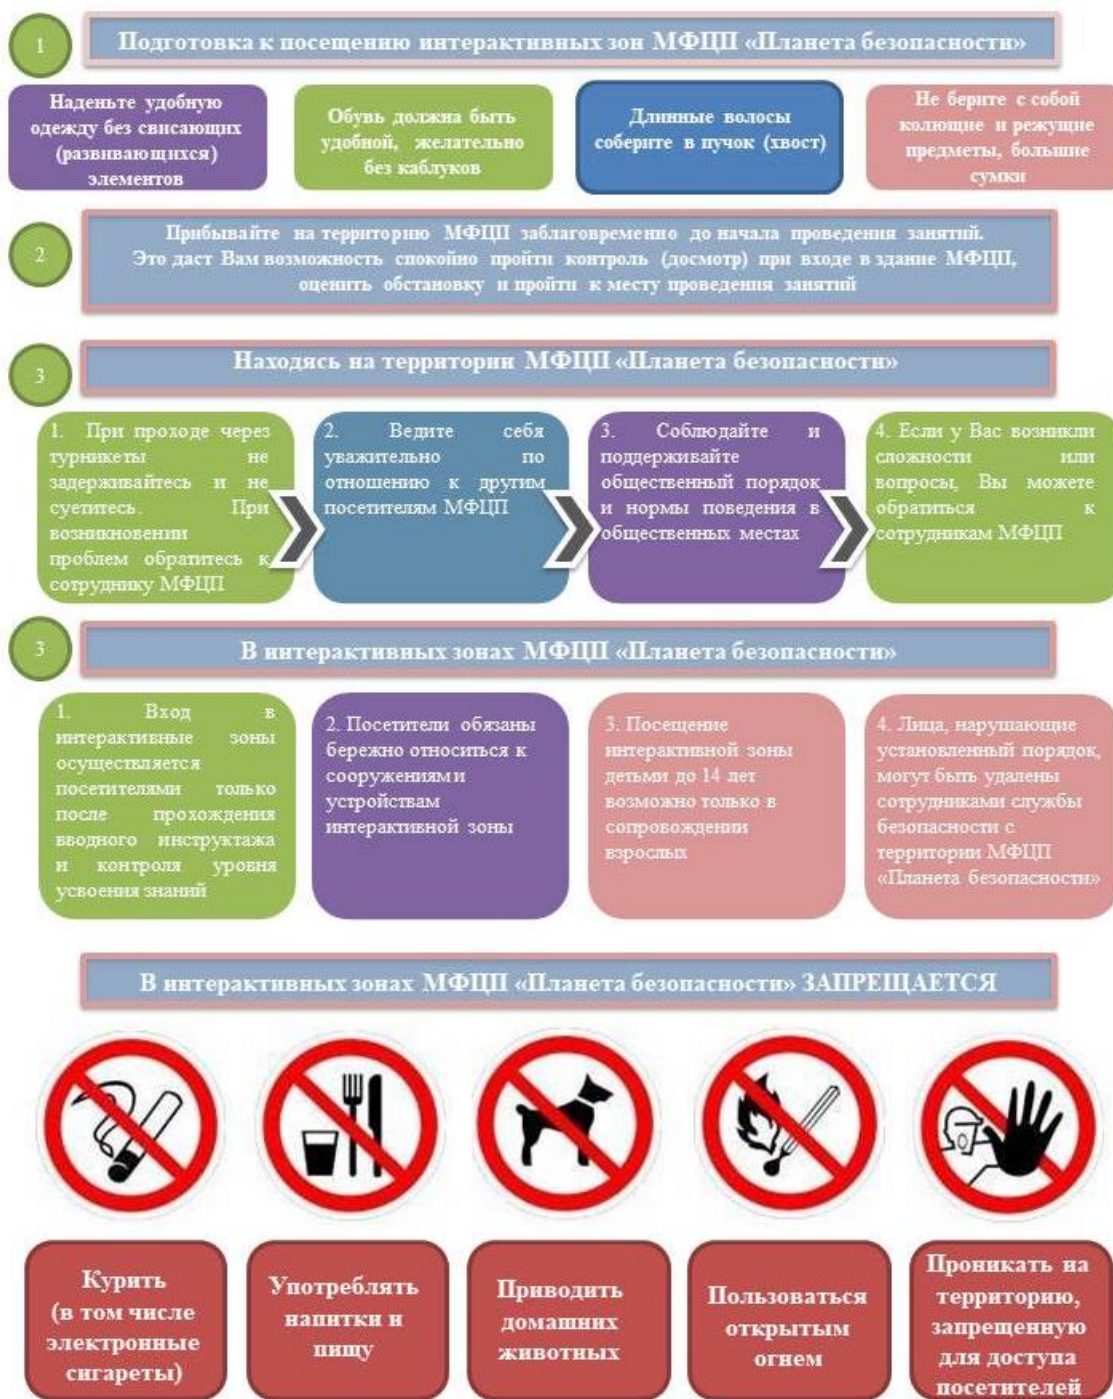 1
Подготовка к посещению интерактивных зон МФЦП «Планета безопасности»
Наденьте удобную
одежду без свисающих
(развивающихся)
элементов
Обувь должна быть
удобной, желательно
без каблуков
Длинные волосы
соберите в пучок (хвост)
Не берите с собой
колющие и режущие
предметы, большие
сумки
2
Прибывайте на территорию МФЦП заблаговременно до начала проведения занятий.
Это даст Вам возможность спокойно пройти контроль (досмотр) при входе в здание МФЦП,
оценить обстановку и пройти к месту проведения занятий
3
Находясь на территории МФЦП «Планета безопасности»
1. При проходе через
турникеты не
задерживайтесь и не
суетитесь. При
возникновении
проблем обратитесь к
сотруднику МФЦП
2. Ведите себя
уважительно по
отношению к другим
посетителям МФЦП
3. Соблюдайте и
поддерживайте
общественный порядок
и нормы поведения в
общественных местах
4. Если у Вас возникли
сложности или
вопросы, Вы можете
обратиться к
сотрудникам МФЦП
3
В интерактивных зонах МФЦП «Планета безопасности»
1. Вход в
интерактивные зоны
осуществляется
посетителями только
после прохождения
вводного инструктажа
и контроля уровня
усвоения знаний
2. Посетители обязаны
бережно относиться к
сооружениям и
устройствам
интерактивной зоны
3. Посещение
интерактивной зоны
детьми до 14 лет
возможно только в
сопровождении
взрослых
4. Лица, нарушающие
установленный порядок,
могут быть удалены
сотрудниками службы
безопасности с
территории МФЦП
«Планета безопасности»
В интерактивных зонах МФЦП «Планета безопасности» ЗАПРЕЩАЕТСЯ
Курить
(в том числе
электронные
сигареты)
Употреблять
напитки и
пищу
Приводить
домашних
животных
Пользоваться
открытым
огнем
Проникать на
территорию,
запрещенную
для доступа
посетителей